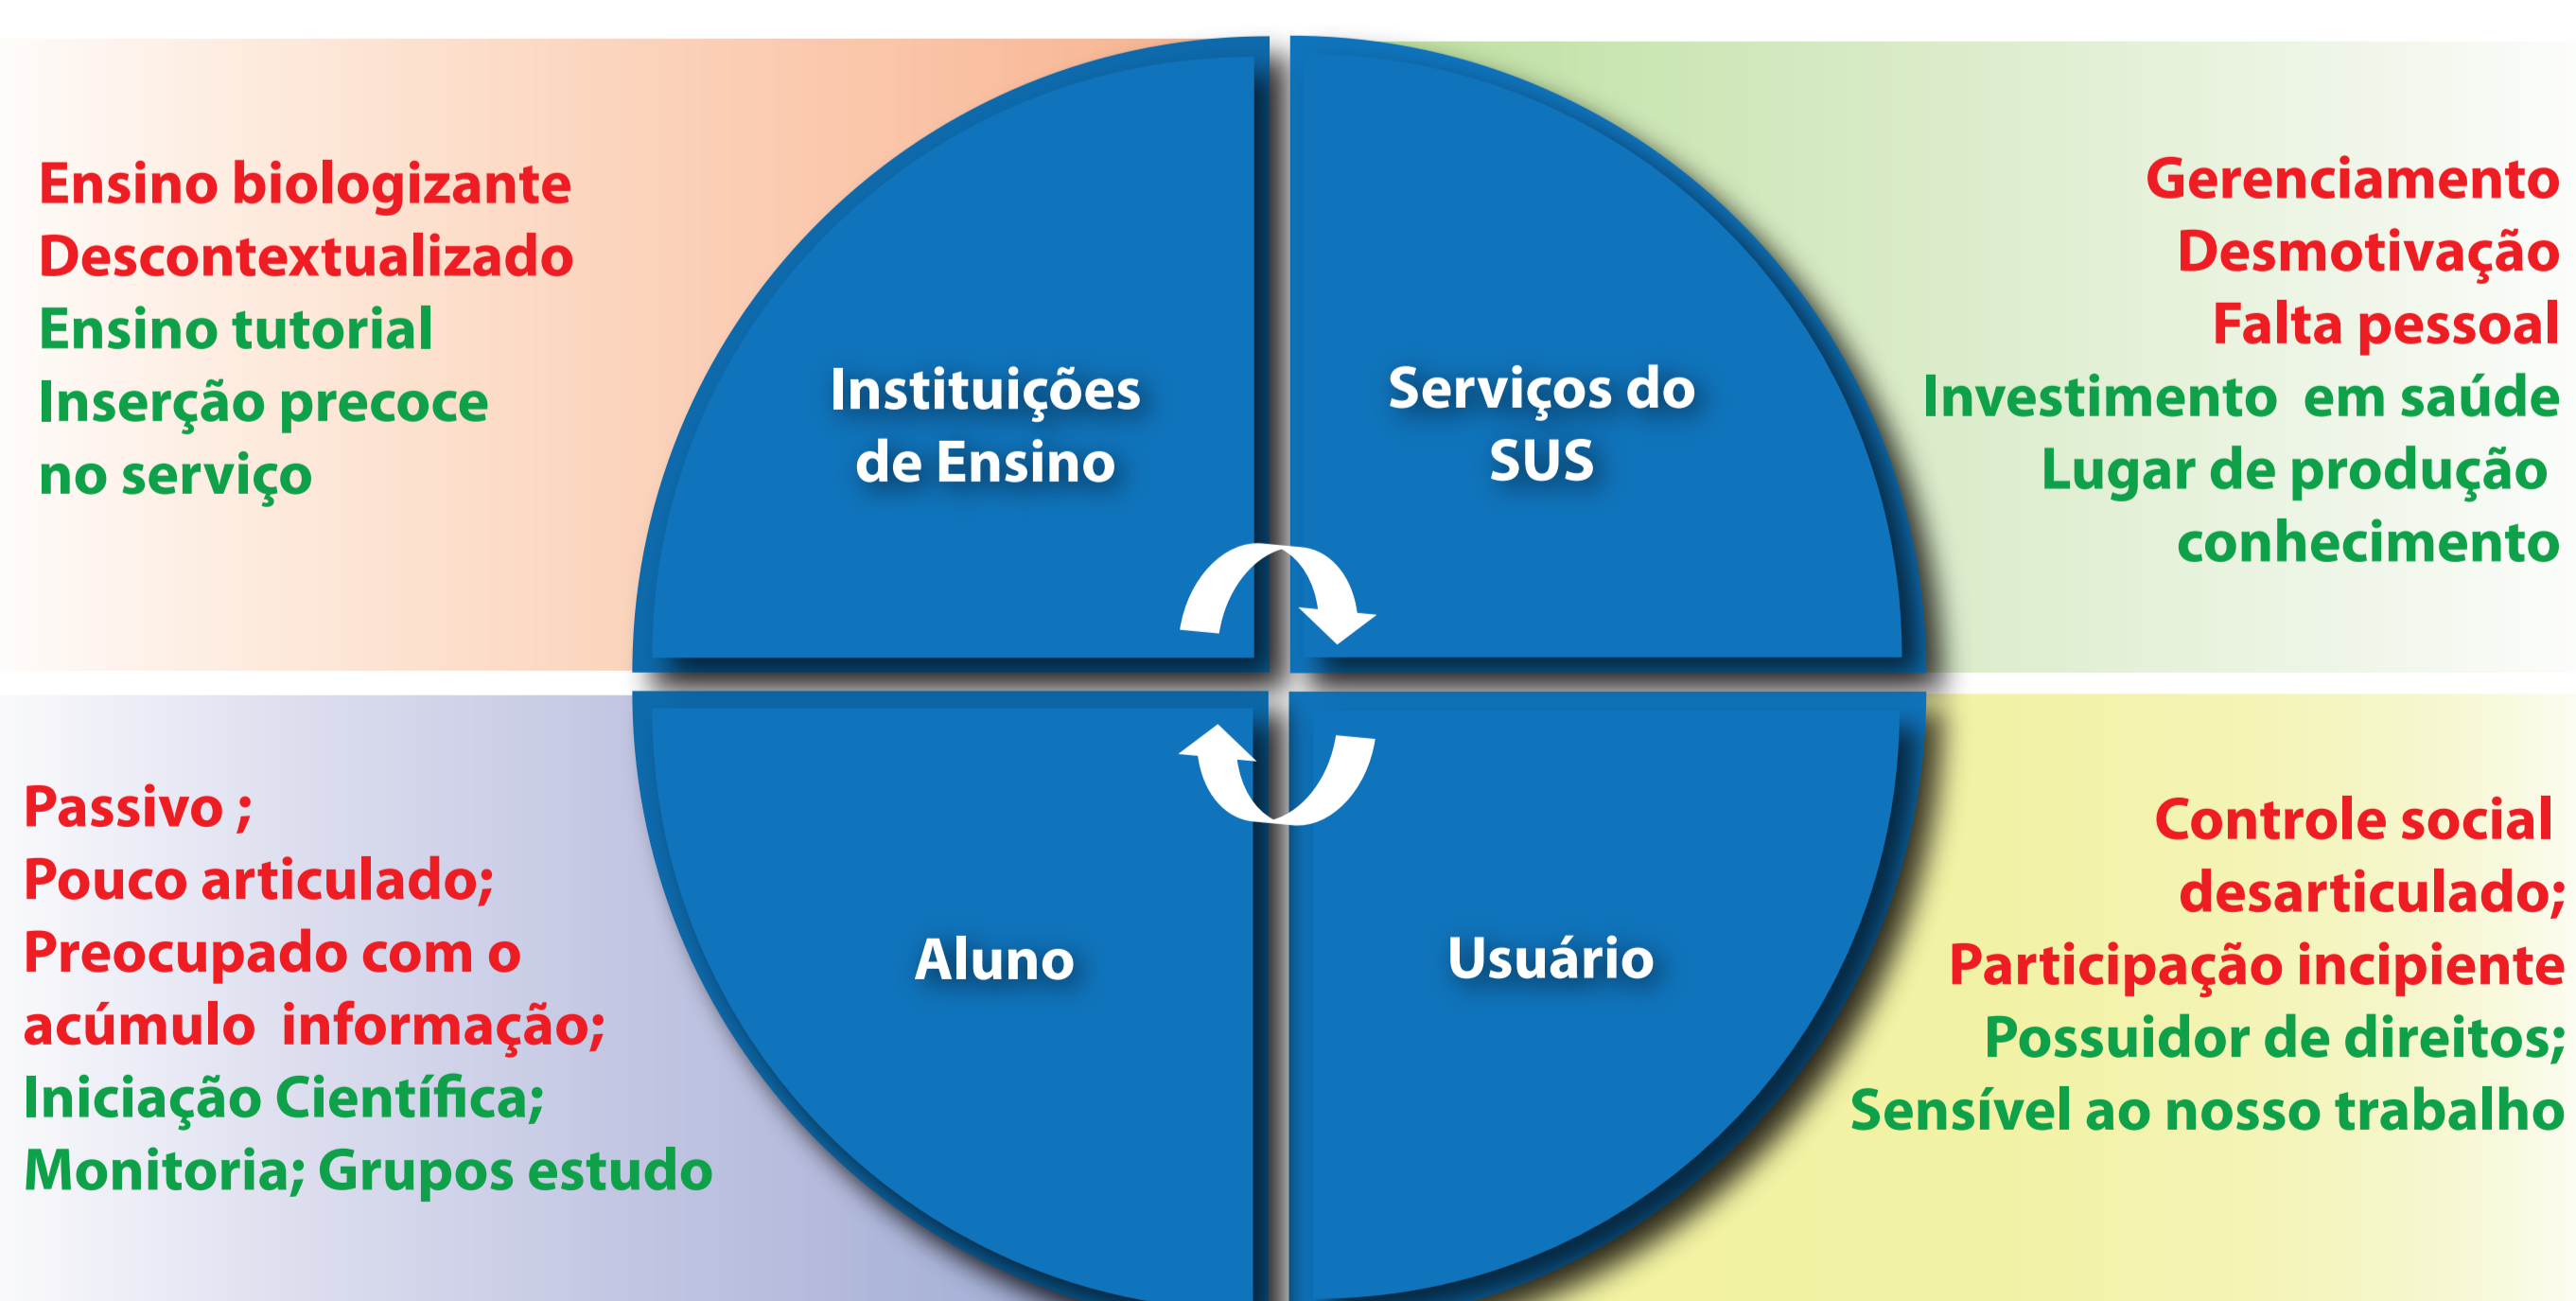 Ensino biologizante
Descontextualizado
Ensino tutorial
Inserção precoce
no serviço
Instituições
de Ensino
Serviços do
SUS
Gerenciamento
Desmotivação
Falta pessoal
Investimento em saúde
Lugar de produção
conhecimento
Passivo ;
Pouco articulado;
Preocupado com o
acúmulo informação;
Iniciação Científica;
Monitoria; Grupos estudo
Aluno
Usuário
Controle social
desarticulado;
Participação incipiente
Possuidor de direitos;
Sensível ao nosso trabalho